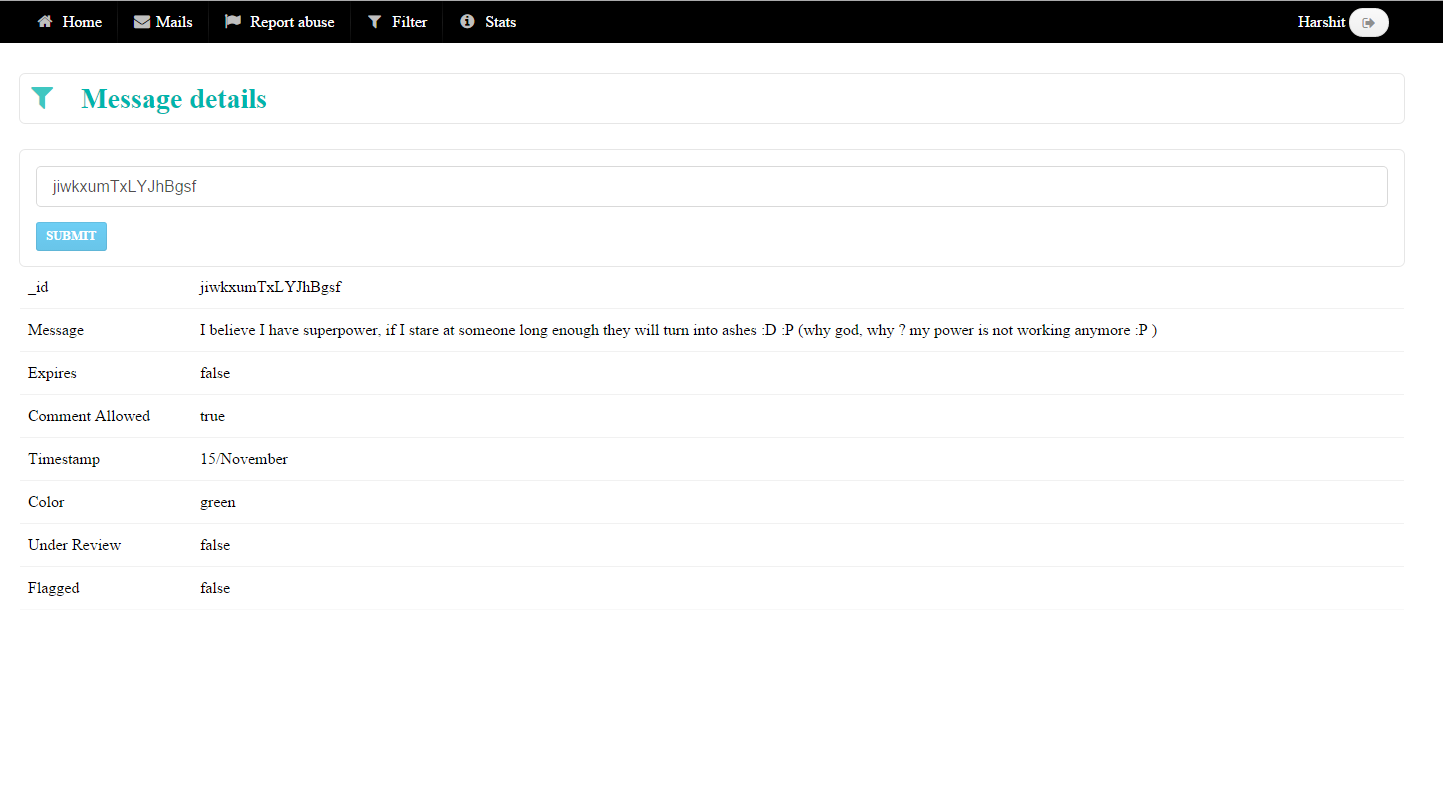 Home Mails Report abuse Filter Stats Harshit
Message details
jiwkxumTxLYJhBgsf
SUBMIT
_id jiwkxumTxLYJhBgsf
Message I believe I have superpower, if I stare at someone long enough they will turn into ashes :D :P (why god, why ? my power is not working anymore :P )
Expires false
Comment Allowed true
Timestamp 15/November
Color green
Under Review false
Flagged false